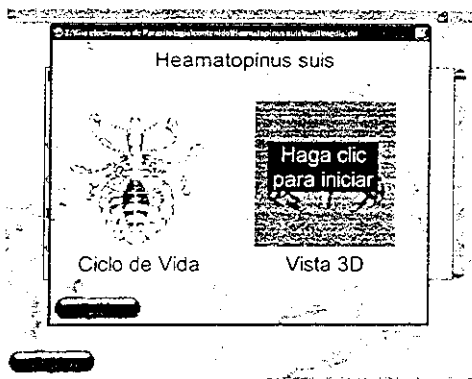 Heamatopinus suis
Haga clic
para iniciar
Ciclo de Vida
Vista 3D